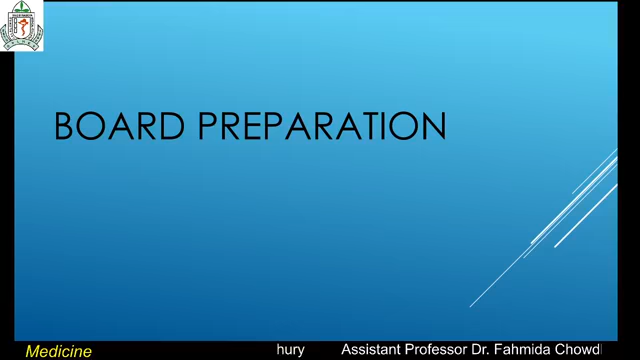 BOARD PREPARATION
Medicine
hury Assistant Professor Dr. Fahmida Chowd